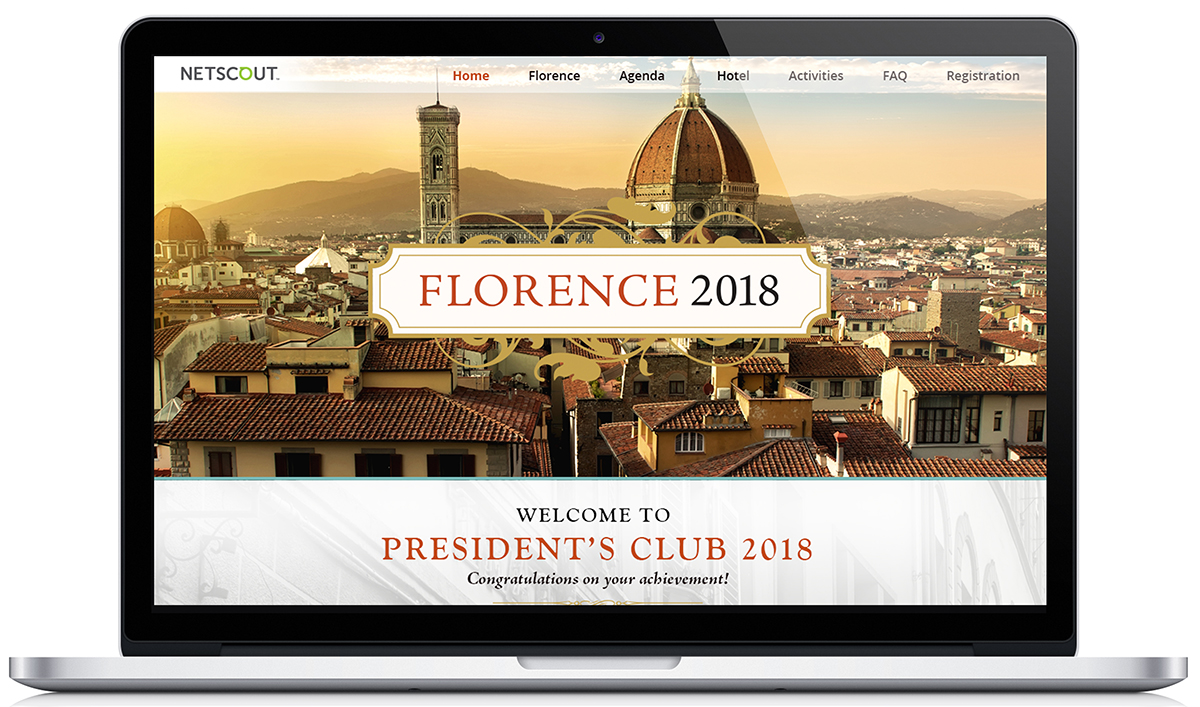 NETSCOUT
Home Florence Agenda Hotel Activities FAQ Registration
FLORENCE 2018
WELCOME TO
PRESIDENT'S CLUB 2018
Congratulations on your achievement!